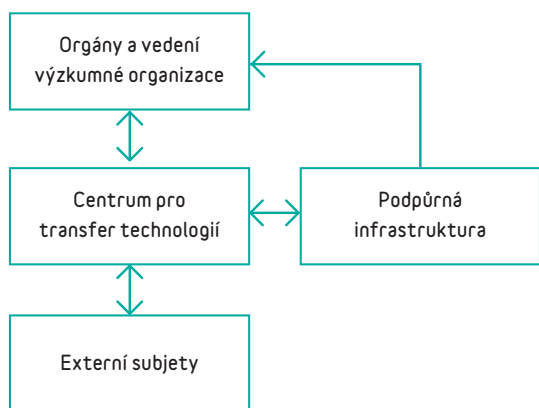 Orgány a vedení
výzkumné organizace
Centrum pro
transfer technologií
Podpůrná
infrastruktura
Externí subjety